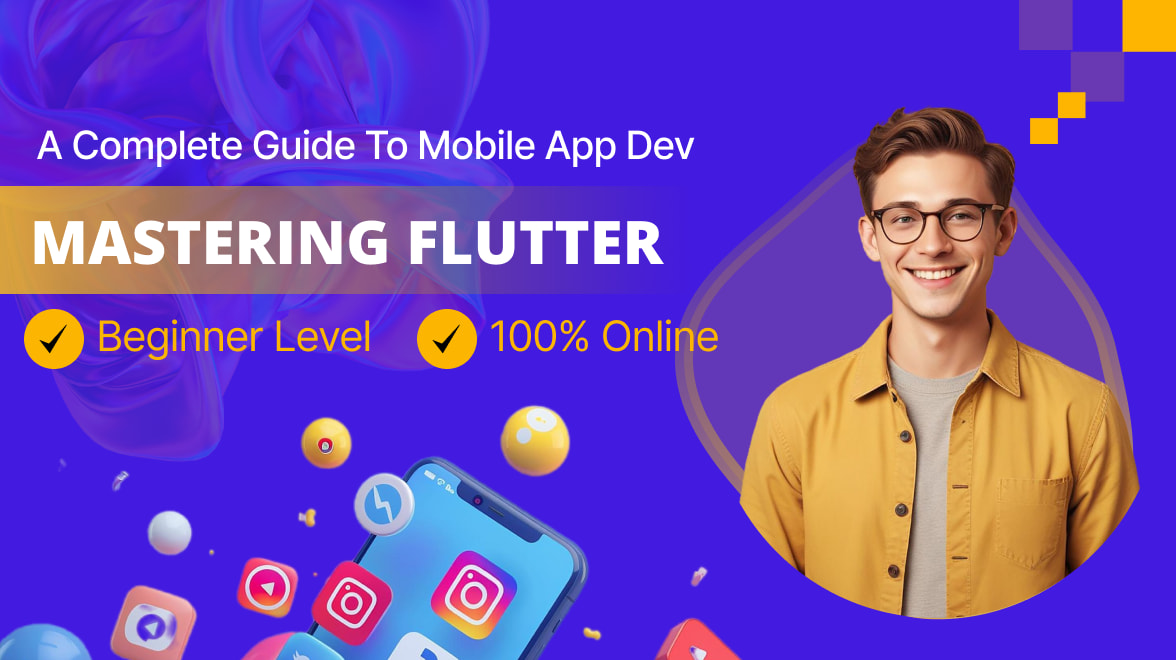 A Complete Guide To Mobile App Dev
MASTERING FLUTTER
Beginner Level
100% Online